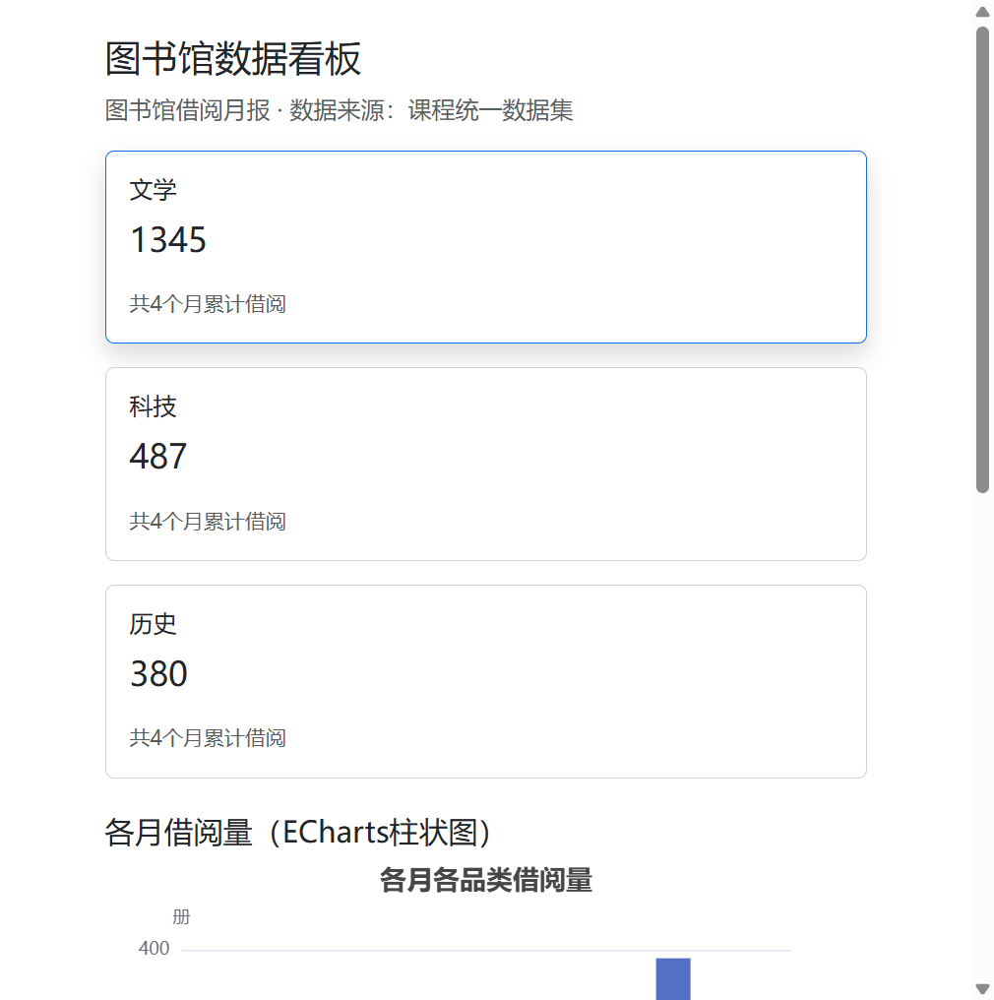 图书馆数据看板
图书馆借阅月报 · 数据来源：课程统一数据集
文学
1345
共4个月累计借阅
科技
487
共4个月累计借阅
历史
380
共4个月累计借阅
各月借阅量（ECharts柱状图）
各月各品类借阅量
册
400